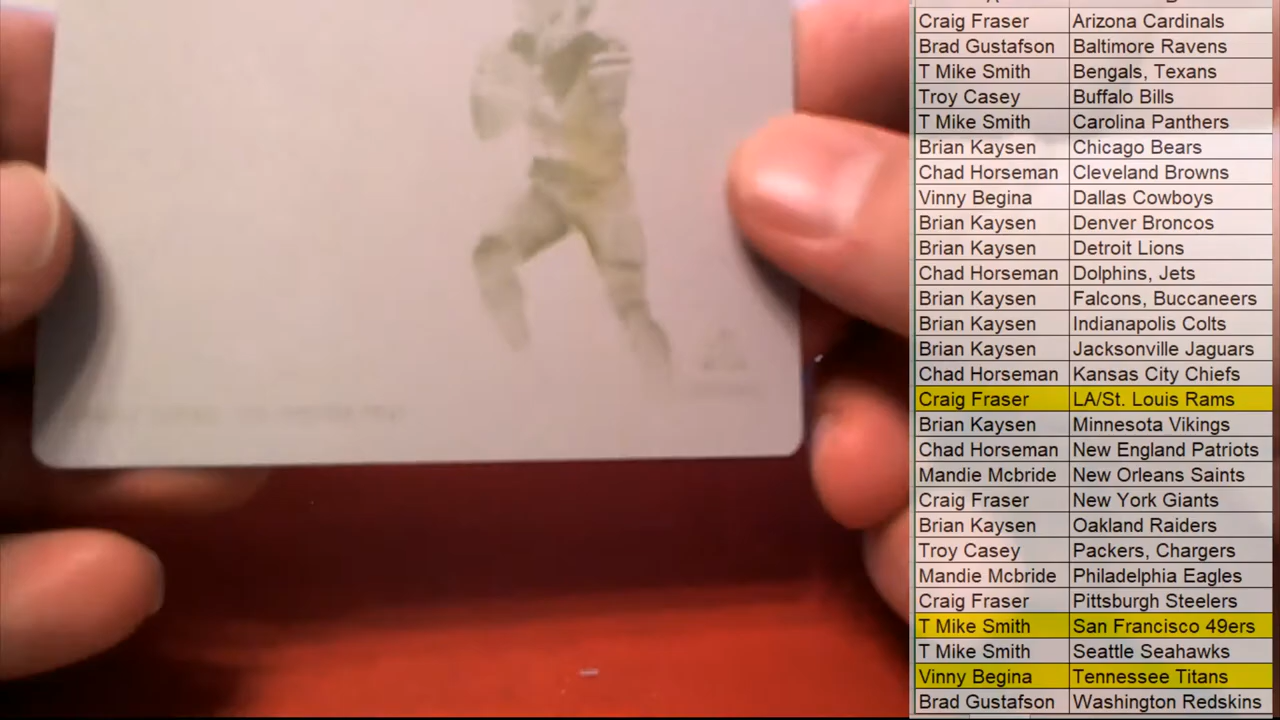 Craig Fraser Arizona Cardinals
Brad Gustafson Baltimore Ravens
T Mike Smith Bengals, Texans
Troy Casey Buffalo Bills
T Mike Smith Carolina Panthers
Brian Kaysen Chicago Bears
Chad Horseman Cleveland Browns
Vinny Begina Dallas Cowboys
Brian Kaysen Denver Broncos
Brian Kaysen Detroit Lions
Chad Horseman Dolphins, Jets
Brian Kaysen Falcons, Buccaneers
Brian Kaysen Indianapolis Colts
Brian Kaysen Jacksonville Jaguars
Chad Horseman Kansas City Chiefs
Craig Fraser LA/St. Louis Rams
Brian Kaysen Minnesota Vikings
Chad Horseman New England Patriots
Mandie Mcbride New Orleans Saints
Craig Fraser New York Giants
Brian Kaysen Oakland Raiders
Troy Casey Packers, Chargers
Mandie Mcbride Philadelphia Eagles
Craig Fraser Pittsburgh Steelers
T Mike Smith San Francisco 49ers
T Mike Smith Seattle Seahawks
Vinny Begina Tennessee Titans
Brad Gustafson Washington Redskins